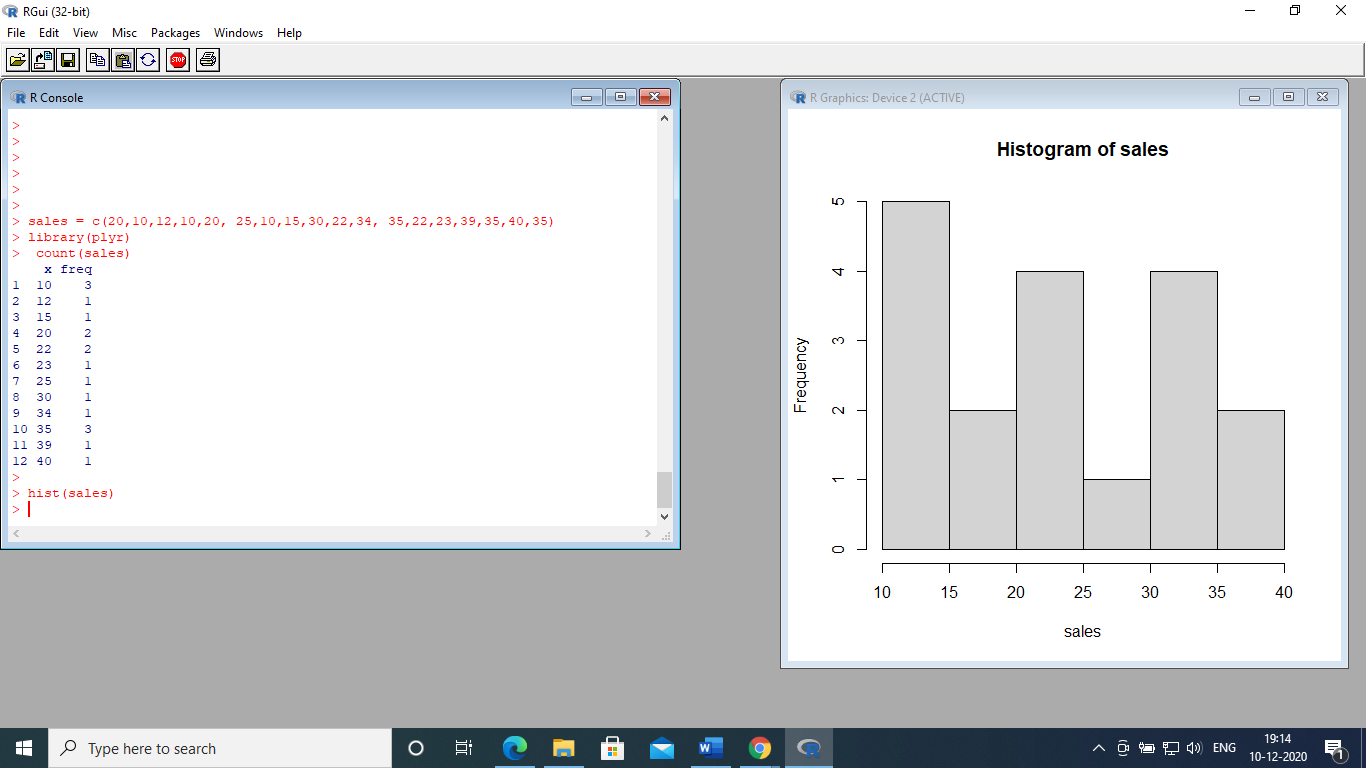 RGui (32-bit)
File Edit View Misc Packages Windows Help
STOP
R Console
>
>
>
>
>
>
> sales = c(20,10,12,10,20, 25,10,15,30,22,34, 35,22,23,39,35,40,35)
> library(plyr)
>  count(sales)
x freq
1 10 3
2 12 1
3 15 1
4 20 2
5 22 2
6 23 1
7 25 1
8 30 1
9 34 1
10 35 3
11 39 1
12 40 1
>
> hist(sales)
>
R Graphics: Device 2 (ACTIVE)
Histogram of sales
Frequency
5
4
3
2
1
0
10 15 20 25 30 35 40
sales
Type here to search
ENG
19:14
10-12-2020
1